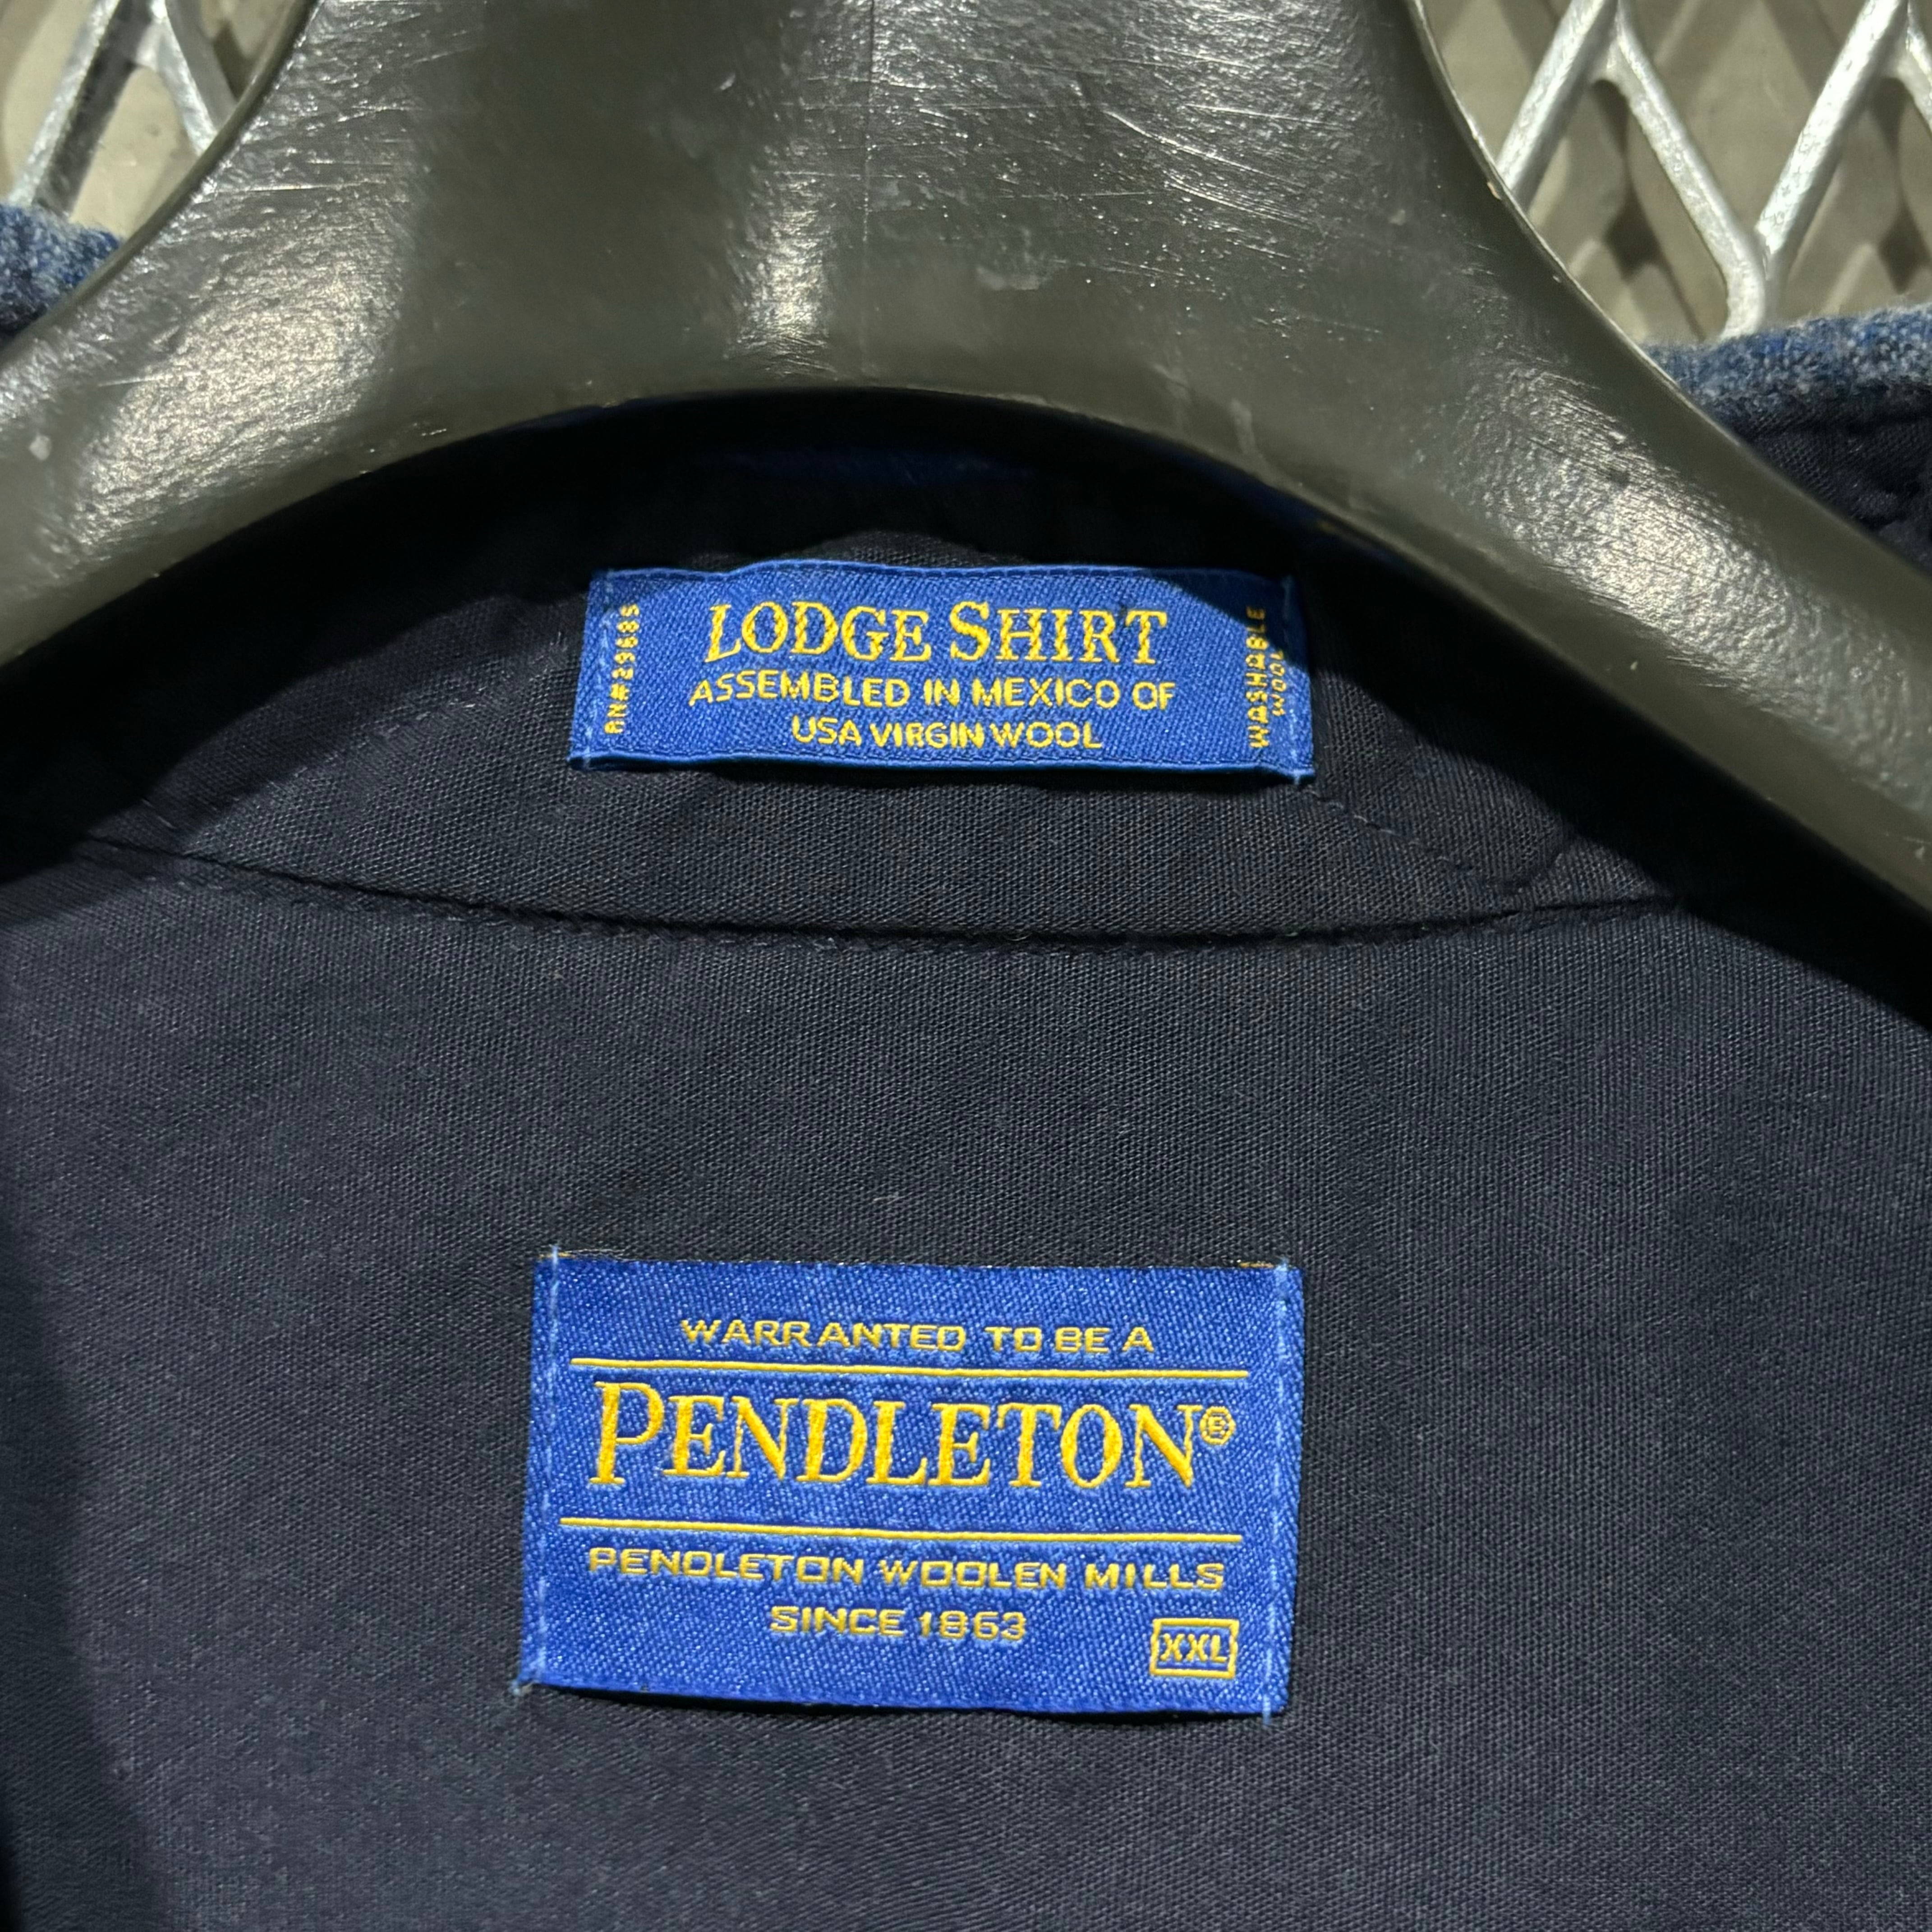 RN#29685
LODGE SHIRT
ASSEMBLED IN MEXICO OF
USA VIRGIN WOOL
WASHABLE
WOOL
WARRANTED TO BE A
PENDLETON®
PENDLETON WOOLEN MILLS
SINCE 1863
XXL